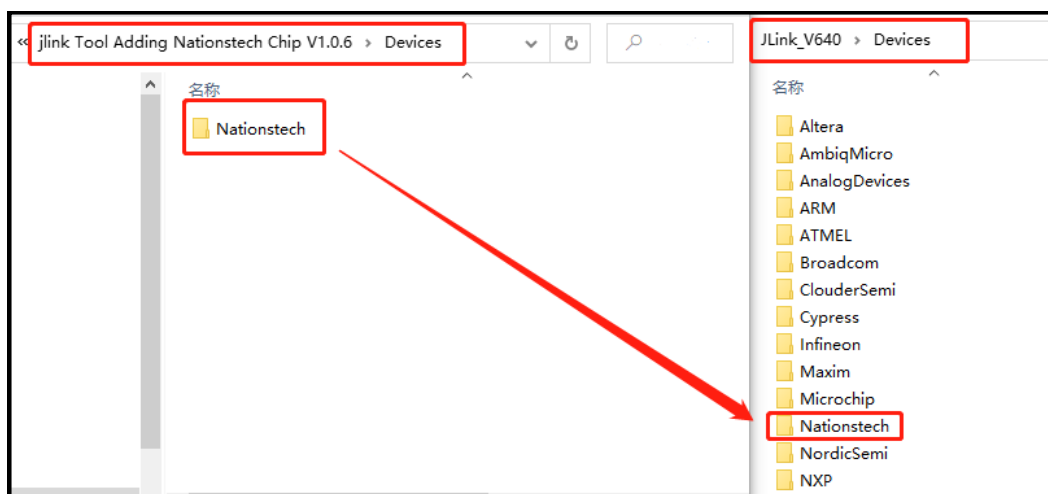 « jlink Tool Adding Nationstech Chip V1.0.6 › Devices
名称
Nationstech
JLink_V640 › Devices
名称
Altera
AmbiqMicro
AnalogDevices
ARM
ATMEL
Broadcom
ClouderSemi
Cypress
Infineon
Maxim
Microchip
Nationstech
NordicSemi
NXP